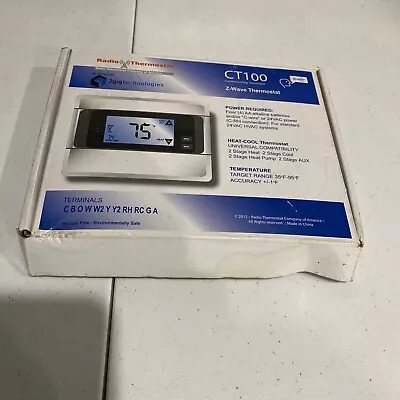 Radio Thermostat
2gig technologies
CT100
Z-Wave Thermostat
75
HEAT
POWER REQUIRED:
Four (4) AA alkaline batteries
and/or "C-wire" or 24VAC power
(C-RH connection). For standard
24VAC HVAC systems
HEAT-COOL Thermostat
UNIVERSAL COMPATIBILITY
2 Stage Heat 2 Stage Cool
2 Stage Heat Pump 2 Stage AUX
TEMPERATURE
TARGET RANGE 35°F-95°F
ACCURACY +/-1°F
TERMINALS
C B O W W2 Y Y2 RH RC G A
Free - Environmentally Safe
© 2012 | Radio Thermostat Company of America |
All Rights reserved | Made in China